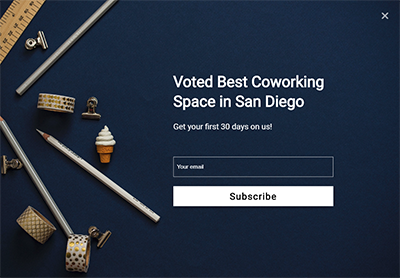 Voted Best Coworking
Space in San Diego
Get your first 30 days on us!
Your email
Subscribe